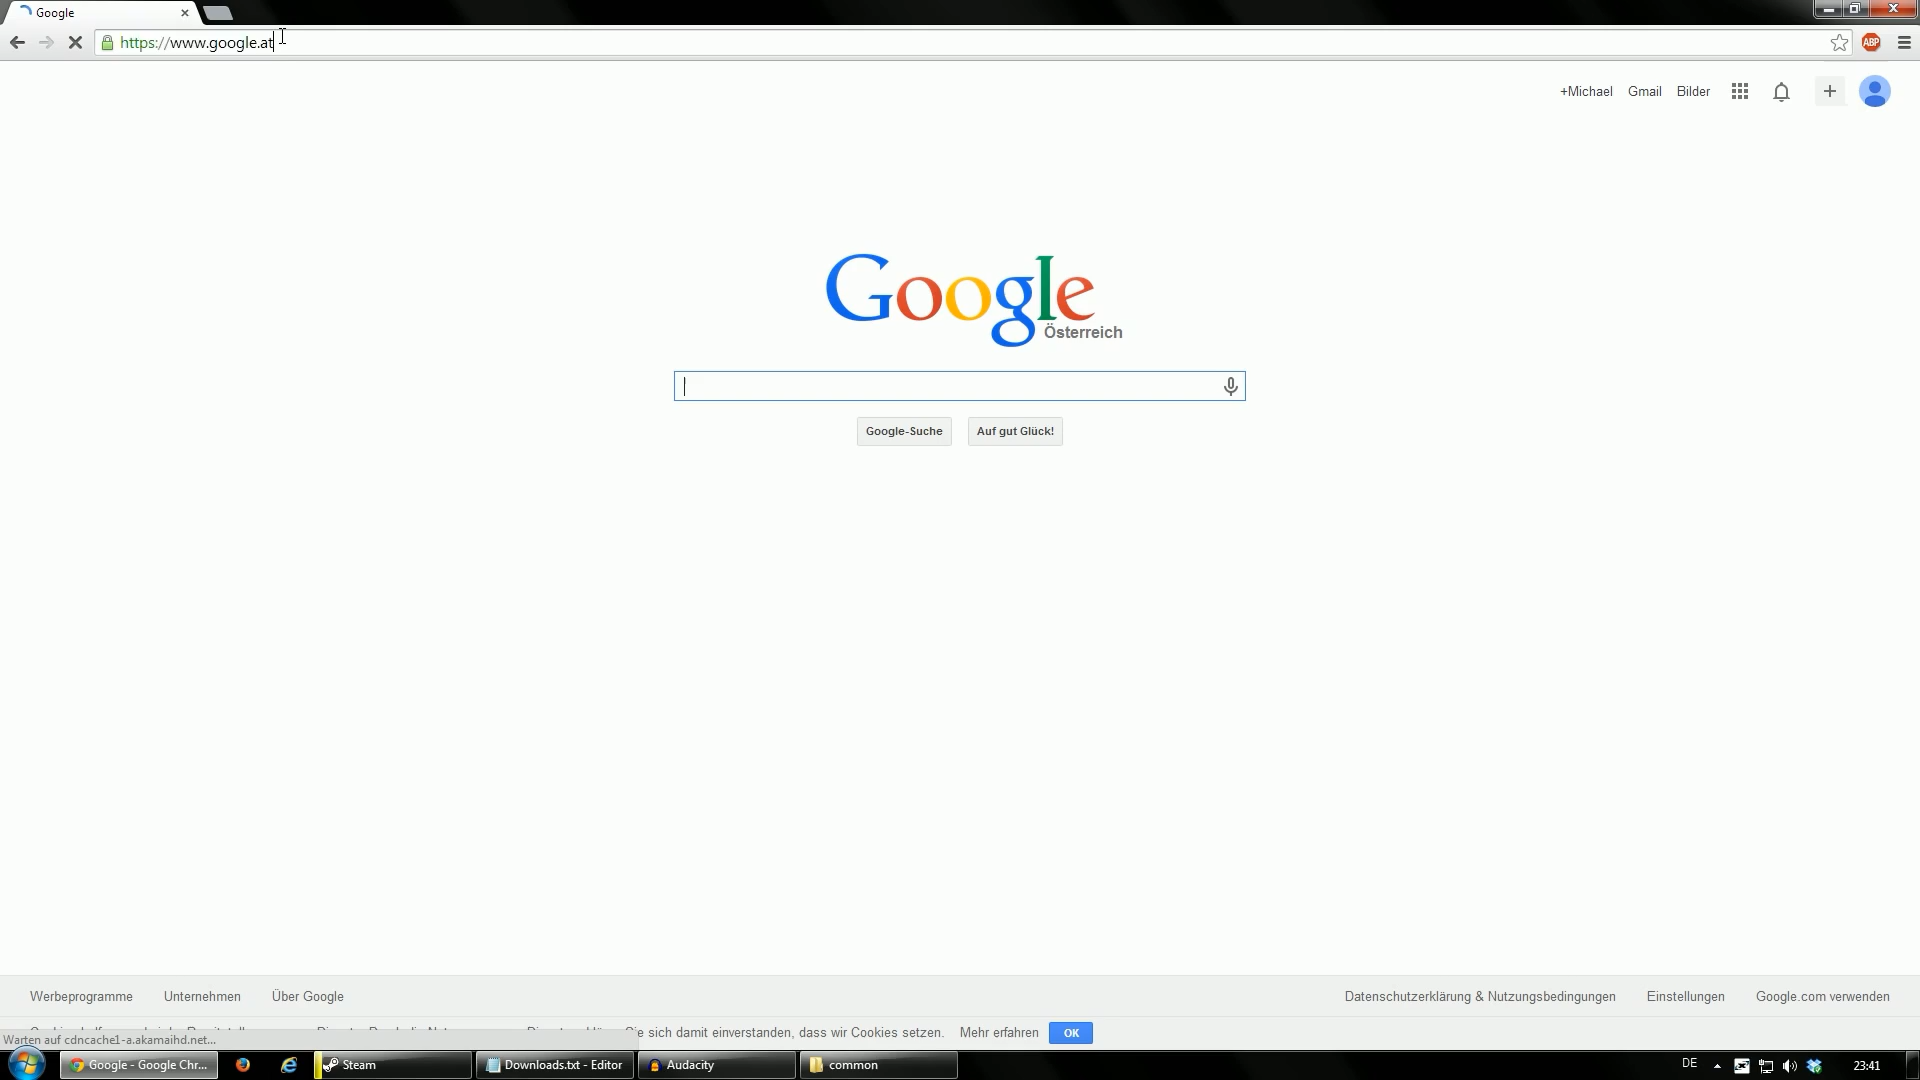 Google
https://www.google.at
ABP
+Michael Gmail Bilder
Google
Österreich
Google-Suche Auf gut Glück!
Werbeprogramme Unternehmen Über Google
Datenschutzerklärung & Nutzungsbedingungen Einstellungen Google.com verwenden
Sie sich damit einverstanden, dass wir Cookies setzen. Mehr erfahren OK
Warten auf cdncache1-a.akamaihd.net...
Google - Google Chr... Steam Downloads.txt - Editor Audacity common DE 23:41